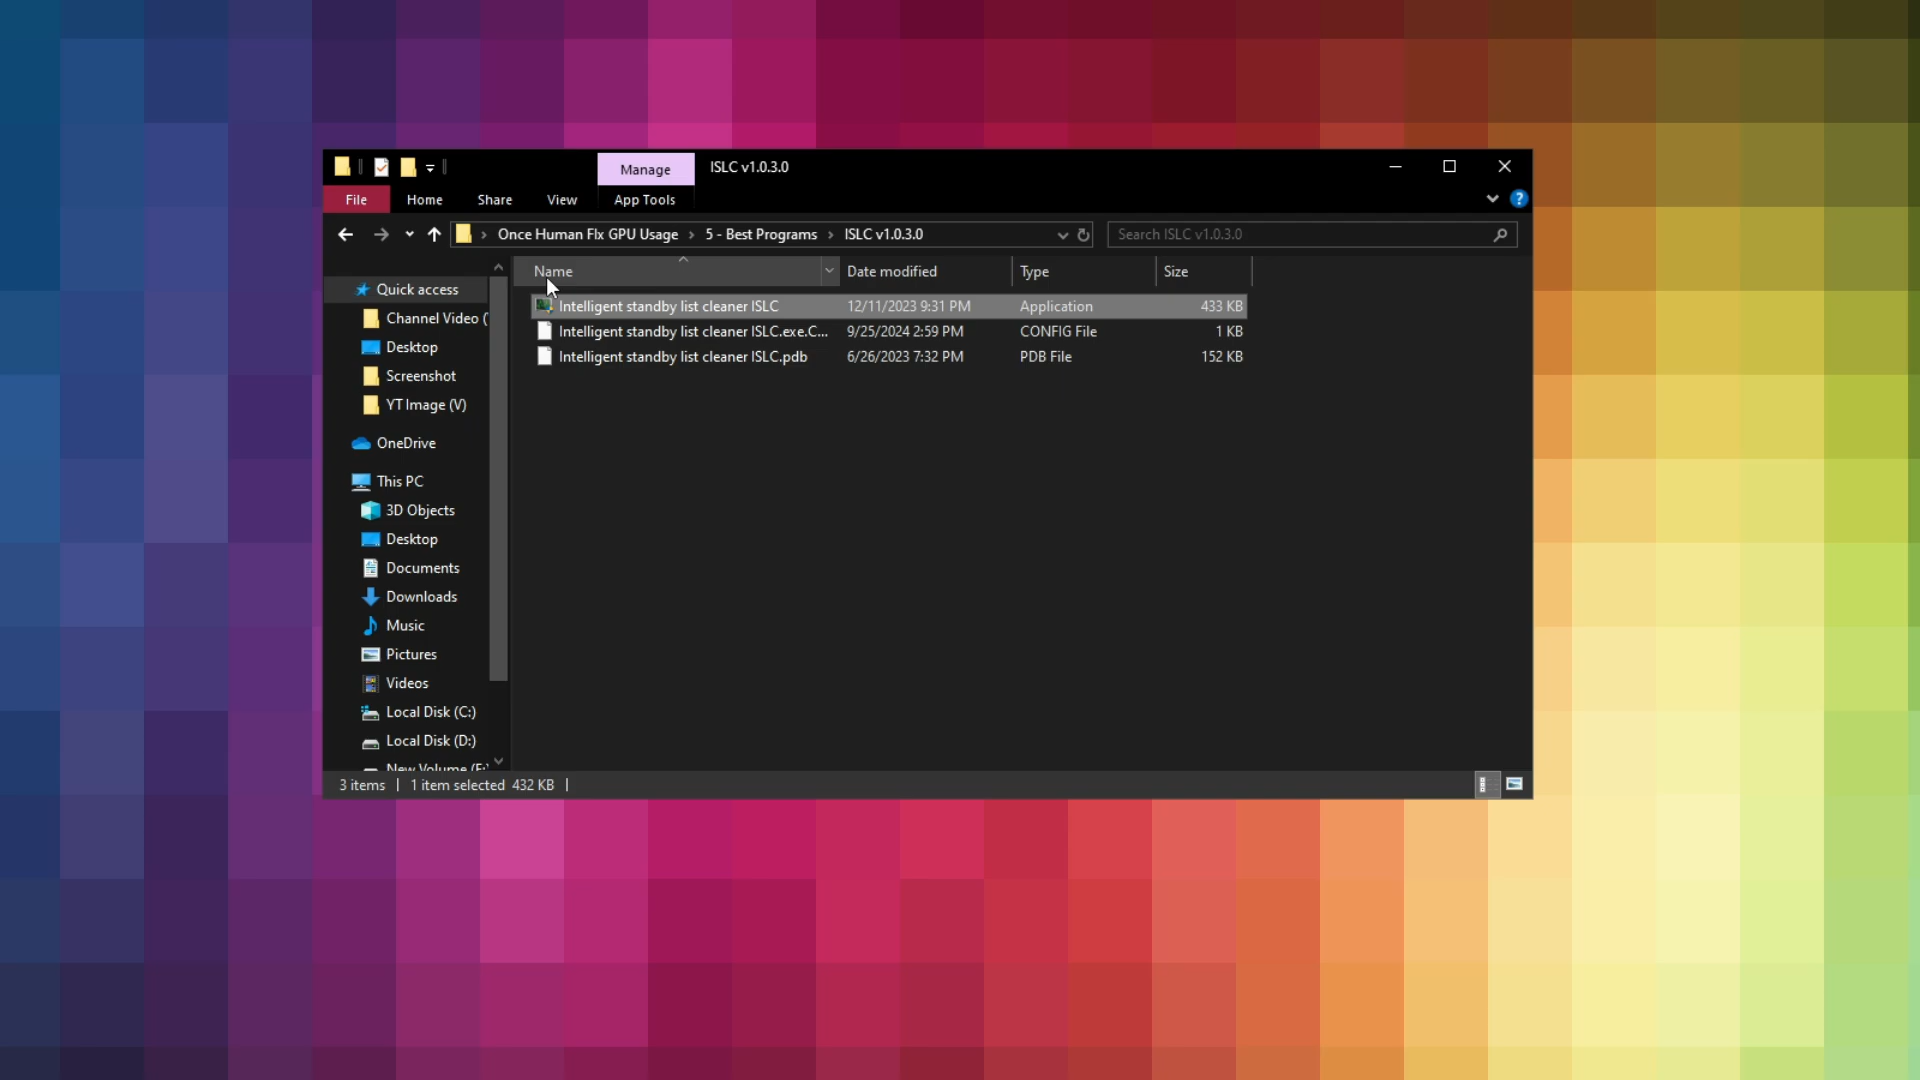 Manage
ISLC v1.0.3.0
File
Home
Share
View
App Tools
Once Human FIx GPU Usage
5 - Best Programs
ISLC v1.0.3.0
Search ISLC v1.0.3.0
Name
Date modified
Type
Size
Intelligent standby list cleaner ISLC 12/11/2023 9:31 PM Application 433 KB
Intelligent standby list cleaner ISLC.exe.C... 9/25/2024 2:59 PM CONFIG File 1 KB
Intelligent standby list cleaner ISLC.pdb 6/26/2023 7:32 PM PDB File 152 KB
Quick access
Channel Video (
Desktop
Screenshot
YT Image (V)
OneDrive
This PC
3D Objects
Desktop
Documents
Downloads
Music
Pictures
Videos
Local Disk (C:)
Local Disk (D:)
New Volume (E:
3 items
1 item selected 432 KB